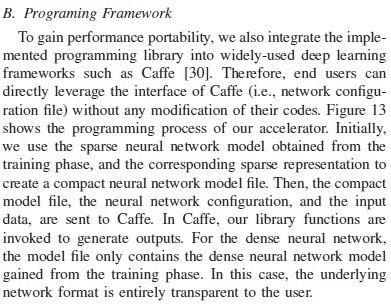 B. Programing Framework
To gain performance portability, we also integrate the imple-
mented programming library into widely-used deep learning
frameworks such as Caffe [30]. Therefore, end users can
directly leverage the interface of Caffe (i.e., network configu-
ration file) without any modification of their codes. Figure 13
shows the programming process of our accelerator. Initially,
we use the sparse neural network model obtained from the
training phase, and the corresponding sparse representation to
create a compact neural network model file. Then, the compact
model file, the neural network configuration, and the input
data, are sent to Caffe. In Caffe, our library functions are
invoked to generate outputs. For the dense neural network,
the model file only contains the dense neural network model
gained from the training phase. In this case, the underlying
network format is entirely transparent to the user.